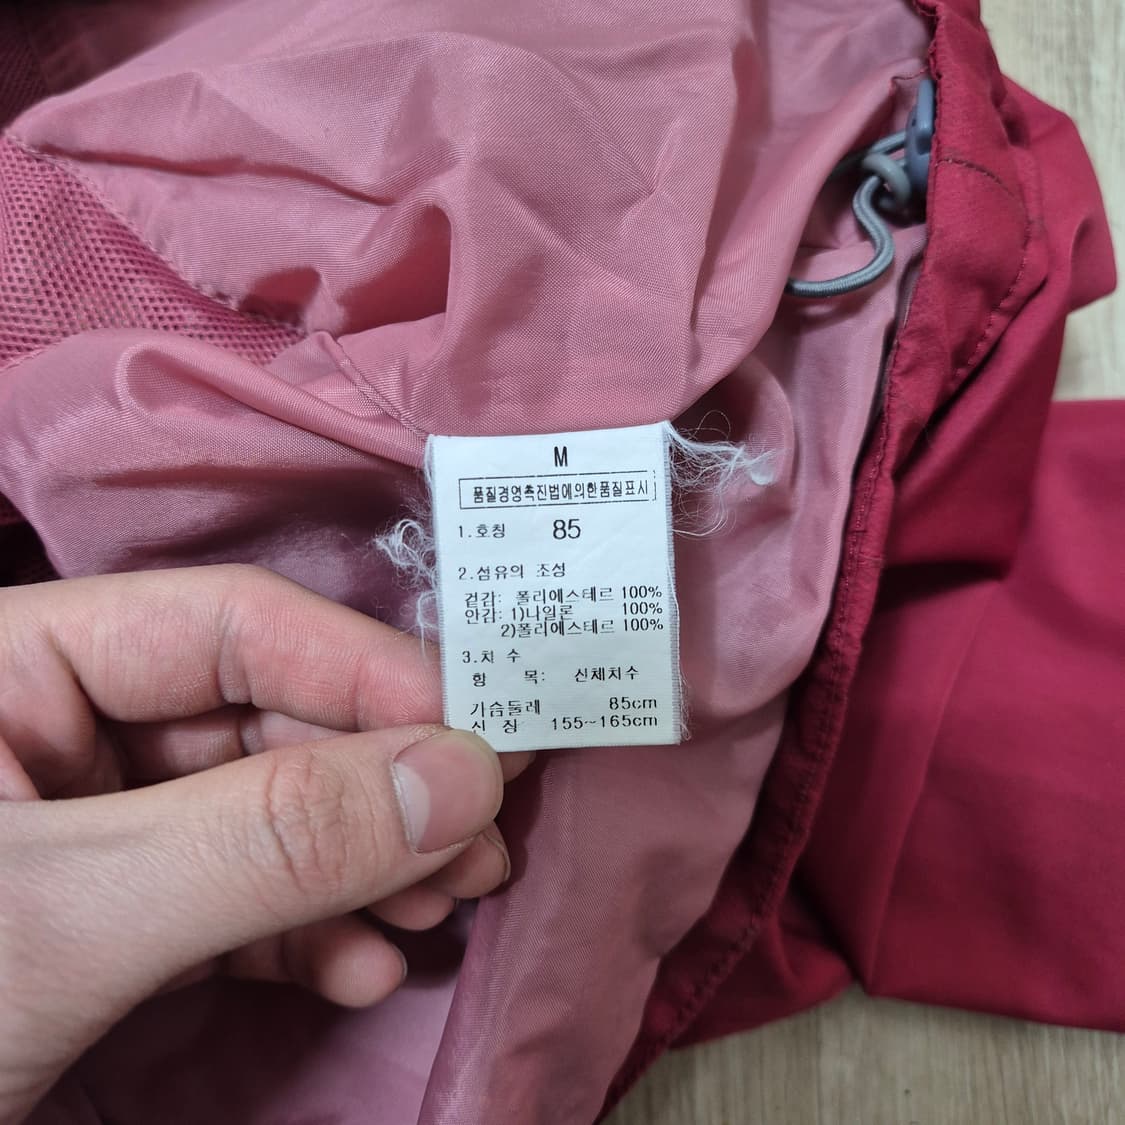 M
품질경영촉진법에의한품질표시
1.호칭 85
2.섬유의 조성
겉감: 폴리에스테르 100%
안감: 1)나일론 100%
2)폴리에스테르 100%
3.치 수
항 목: 신체치수
가슴둘레 85cm
신 장 155~165cm